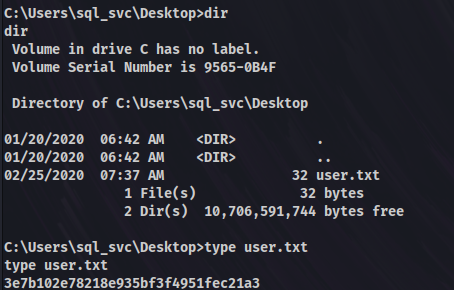 C:\Users\sql_svc\Desktop>dir
dir
 Volume in drive C has no label.
 Volume Serial Number is 9565-0B4F

 Directory of C:\Users\sql_svc\Desktop

01/20/2020  06:42 AM    <DIR>          .
01/20/2020  06:42 AM    <DIR>          ..
02/25/2020  07:37 AM                32 user.txt
               1 File(s)             32 bytes
               2 Dir(s)  10,706,591,744 bytes free

C:\Users\sql_svc\Desktop>type user.txt
type user.txt
3e7b102e78218e935bf3f4951fec21a3